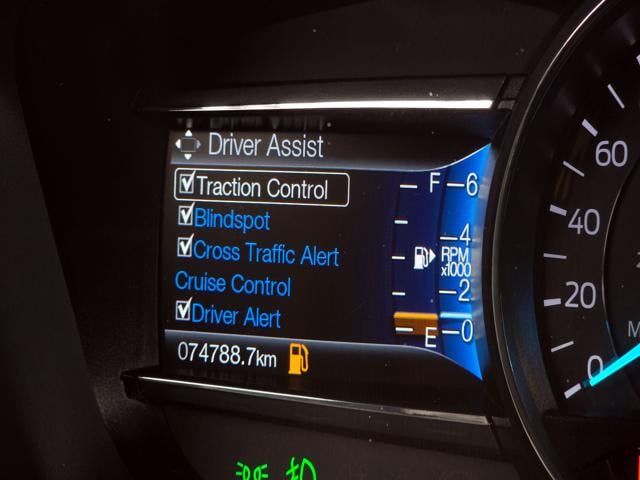 Driver Assist
Traction Control
Blindspot
Cross Traffic Alert
Cruise Control
Driver Alert
074788.7km
F
E
6
4
RPM
x1000
2
0
60
40
20
0
M